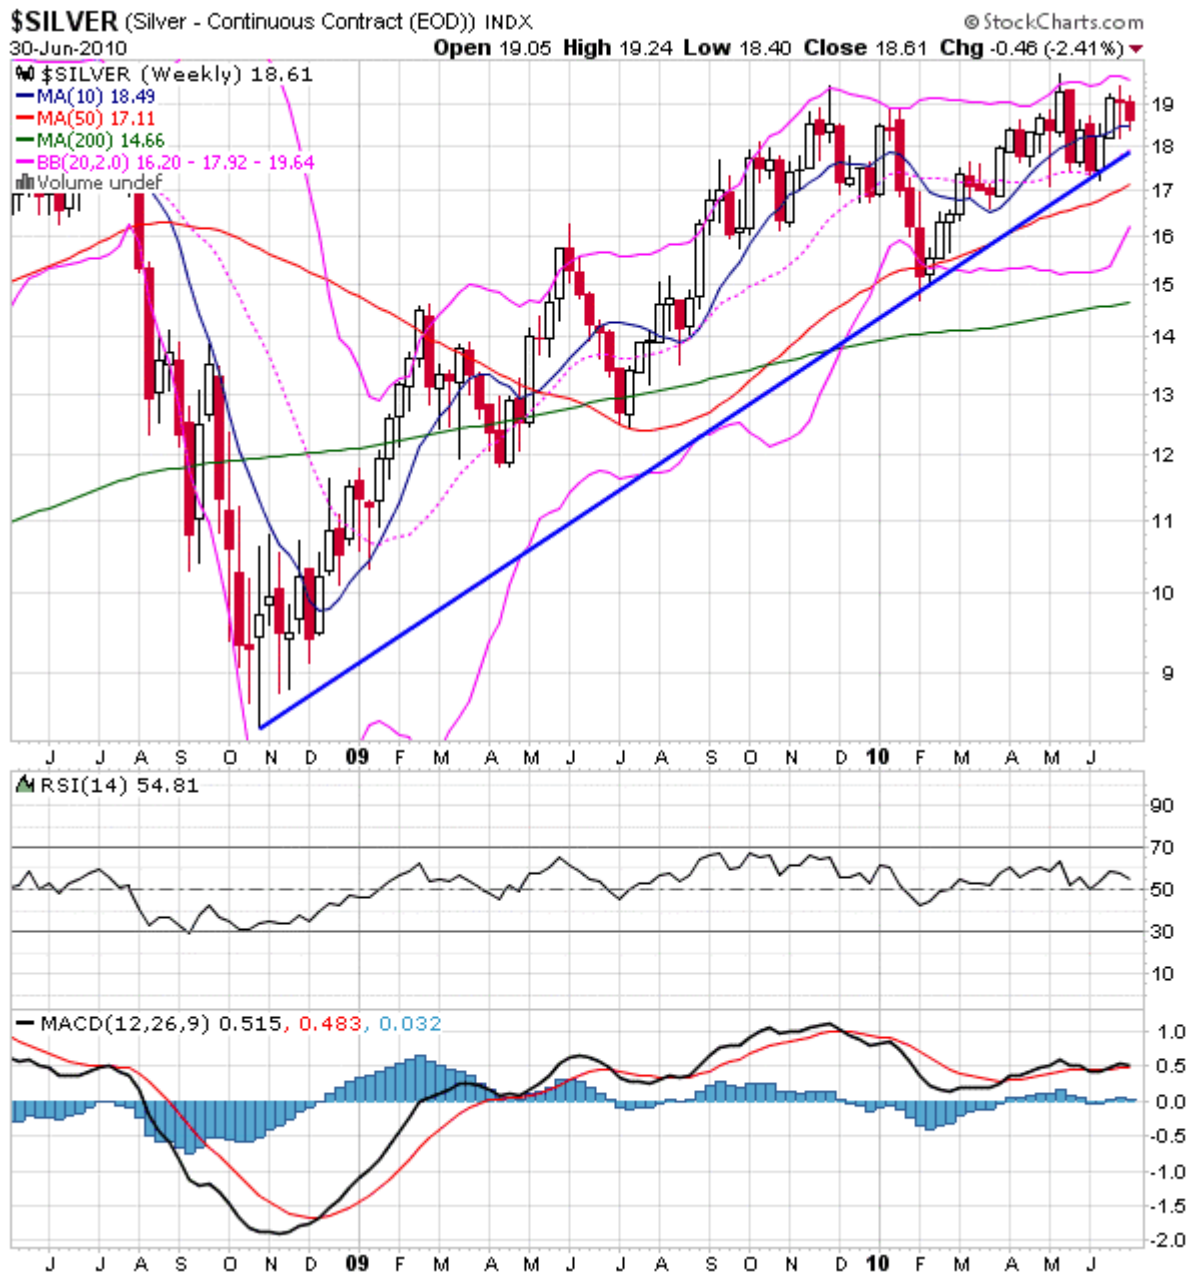 $SILVER (Silver - Continuous Contract (EOD)) INDX © StockCharts.com
30-Jun-2010 Open 19.05 High 19.24 Low 18.40 Close 18.61 Chg -0.46 (-2.41%)
$SILVER (Weekly) 18.61
MA(10) 18.49
MA(50) 17.11
MA(200) 14.66
BB(20,2.0) 16.20 - 17.92 - 19.64
Volume undef
19
18
17
16
15
14
13
12
11
10
9
J J A S O N D 09 F M A M J J A S O N D 10 F M A M J
RSI(14) 54.81
90
70
50
30
10
MACD(12,26,9) 0.515, 0.483, 0.032
1.0
0.5
0.0
-0.5
-1.0
-1.5
-2.0
J J A S O N D 09 F M A M J J A S O N D 10 F M A M J